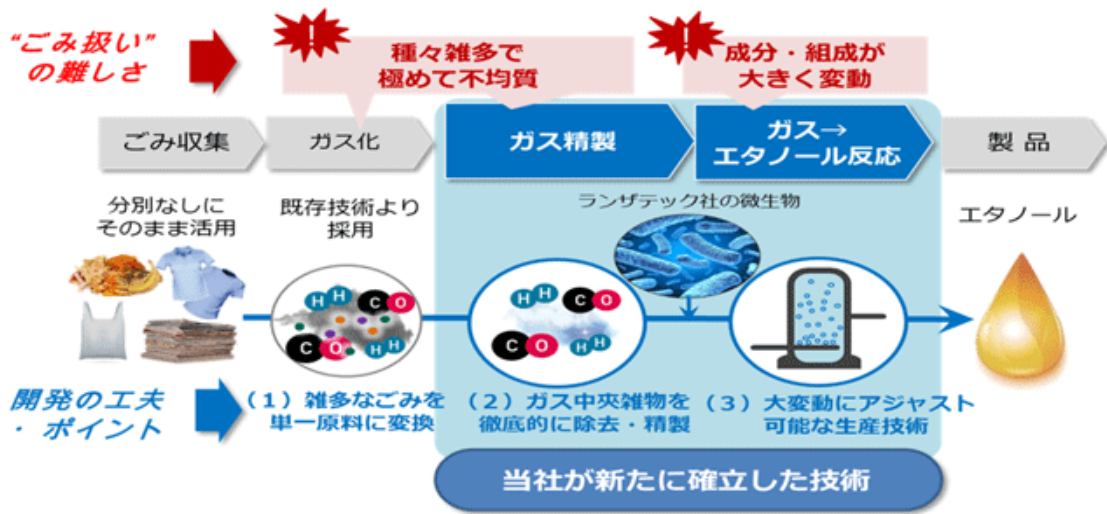 “ごみ扱い”
の難しさ
!
種々雑多で
極めて不均質
!
成分・組成が
大きく変動
ごみ収集
ガス化
ガス精製
ガス→
エタノール反応
製 品
分別なしに
そのまま活用
既存技術より
採用
ランザテック社の微生物
エタノール
H H C O
C O H H
H H C O
C O H H
開発の工夫
・ ポイント
(1) 雑多なごみを
単一原料に変換
(2) ガス中央雑物を
徹底的に除去・精製
(3) 大変動にアジャスト
可能な生産技術
当社が新たに確立した技術